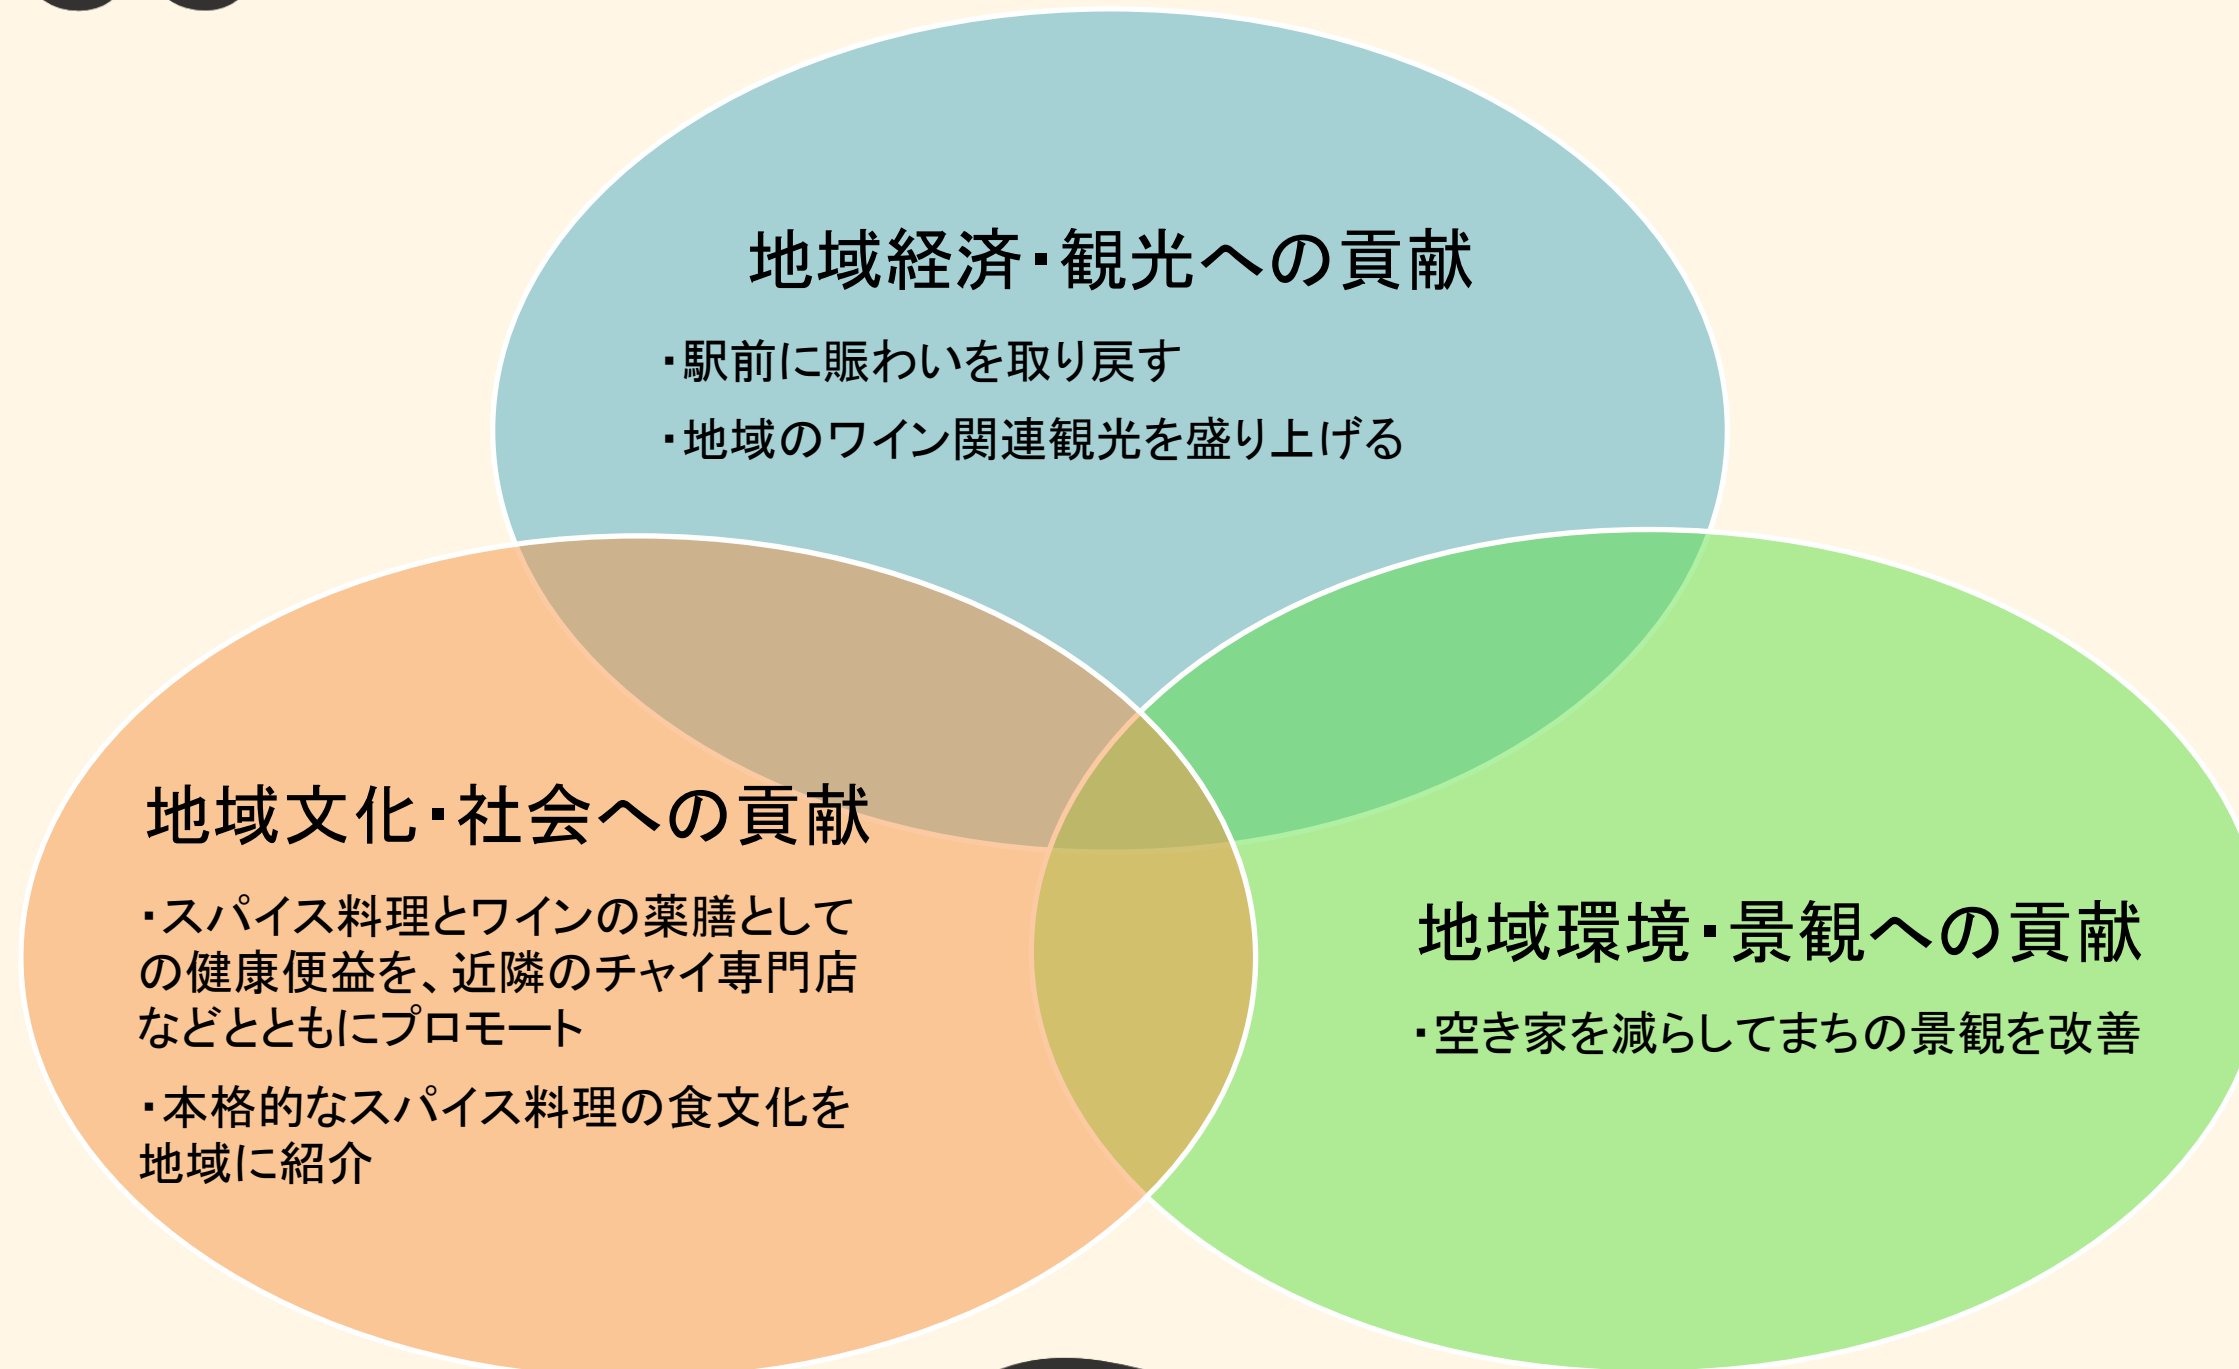 地域経済・観光への貢献
・駅前に賑わいを取り戻す
・地域のワイン関連観光を盛り上げる
地域文化・社会への貢献
・スパイス料理とワインの薬膳として
の健康便益を、近隣のチャイ専門店
などとともにプロモート
・本格的なスパイス料理の食文化を
地域に紹介
地域環境・景観への貢献
・空き家を減らしてまちの景観を改善